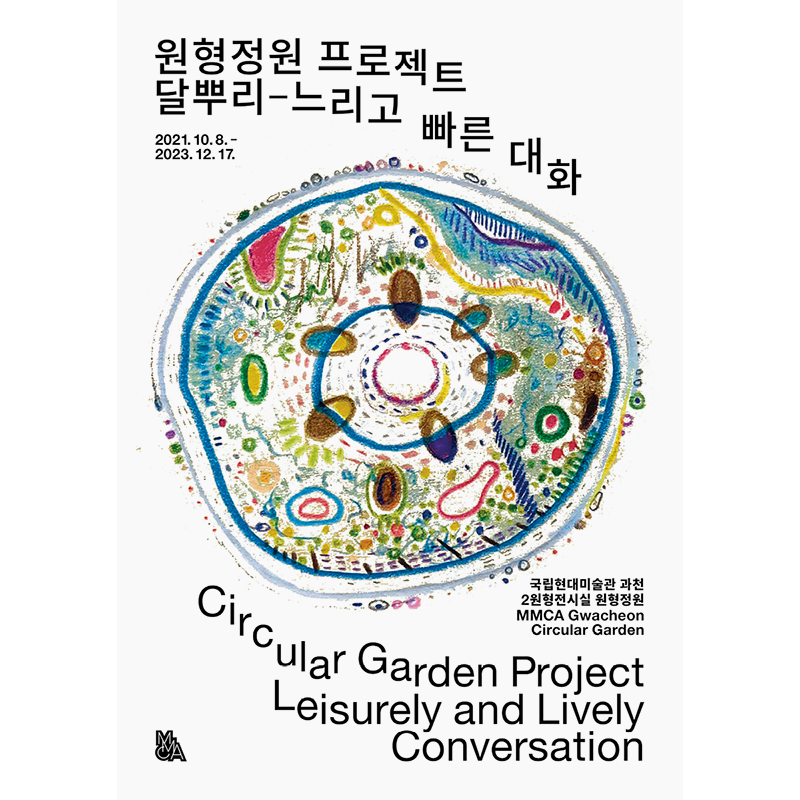 원형정원 프로젝트
달뿌리–느리고 빠른 대화
2021. 10. 8. –
2023. 12. 17.
국립현대미술관 과천
2원형전시실 원형정원
MMCA Gwacheon
Circular Garden
Circular Garden Project
Leisurely and Lively
Conversation
MMCA